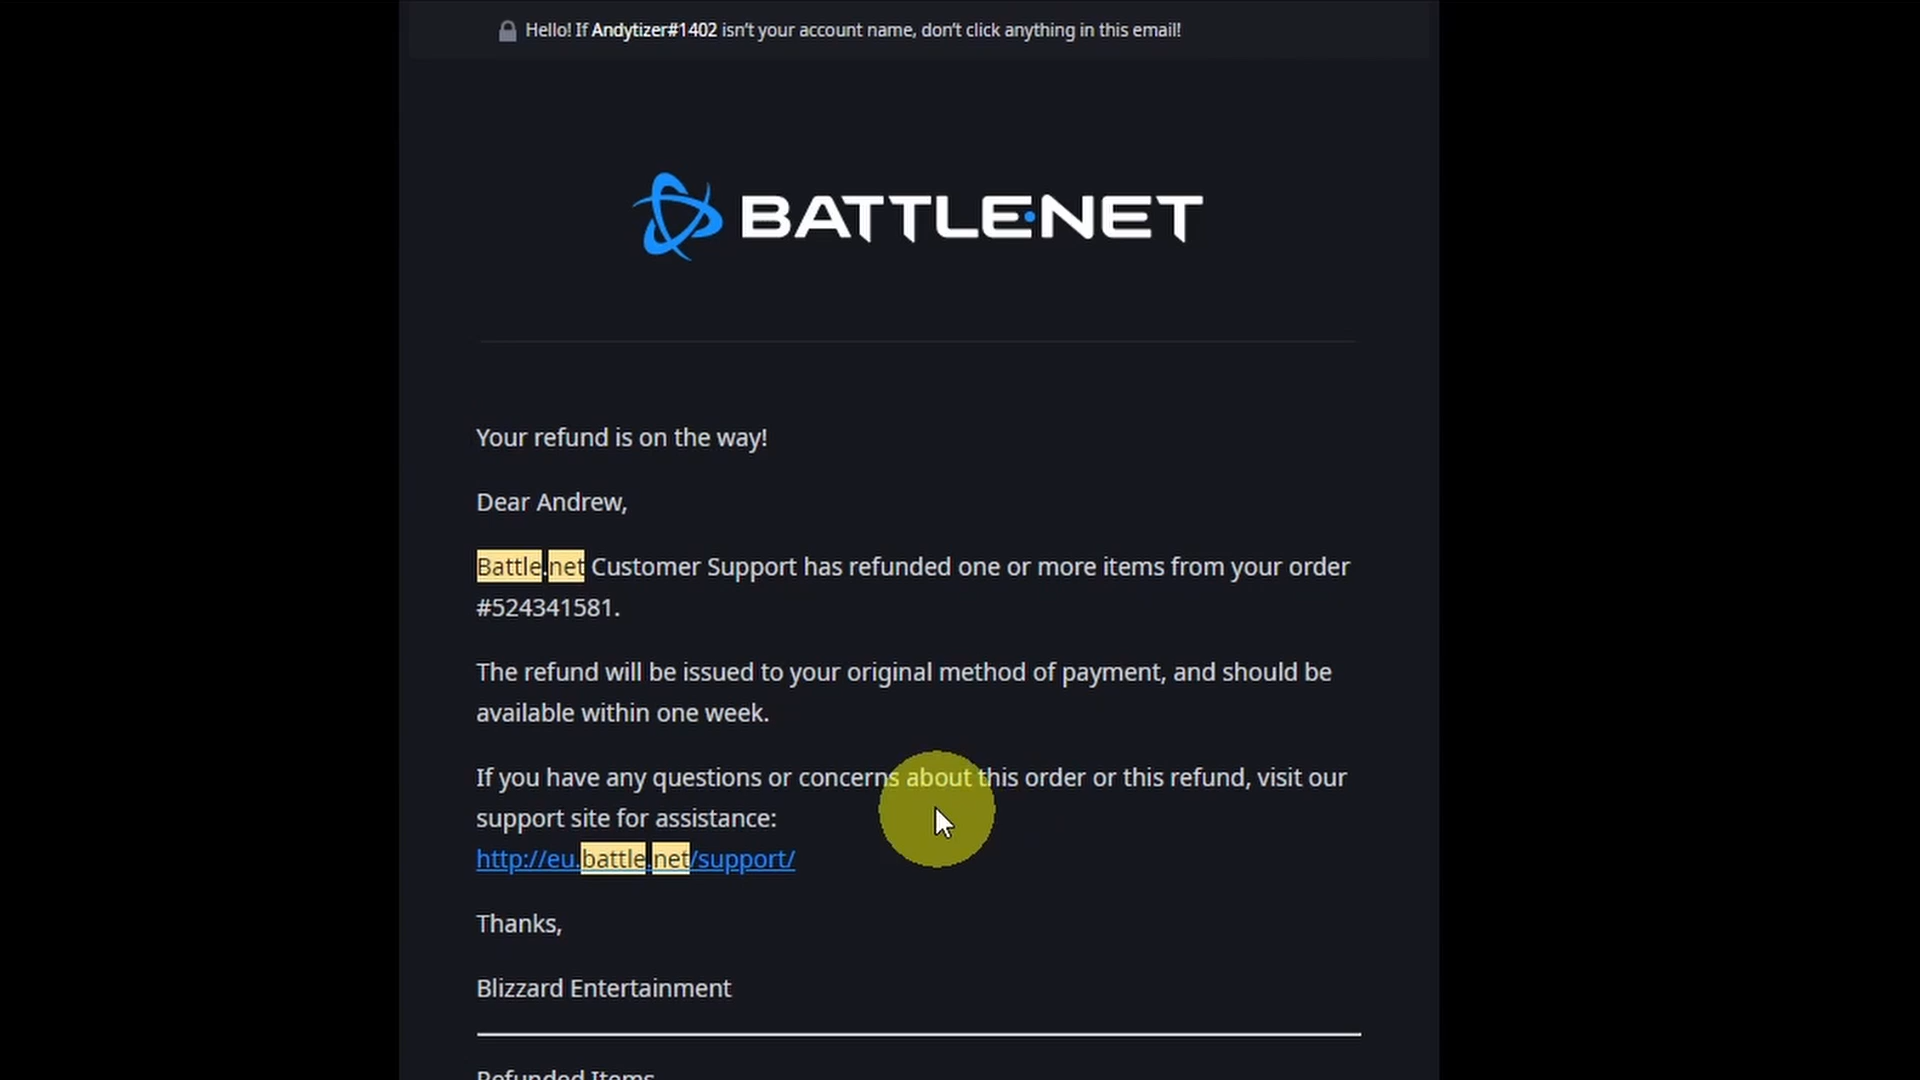 Hello! If Andytizer#1402 isn't your account name, don't click anything in this email!
BATTLE.NET
Your refund is on the way!
Dear Andrew,
Battle.net Customer Support has refunded one or more items from your order
#524341581.
The refund will be issued to your original method of payment, and should be
available within one week.
If you have any questions or concerns about this order or this refund, visit our
support site for assistance:
http://eu.battle.net/support/
Thanks,
Blizzard Entertainment
Refunded Items